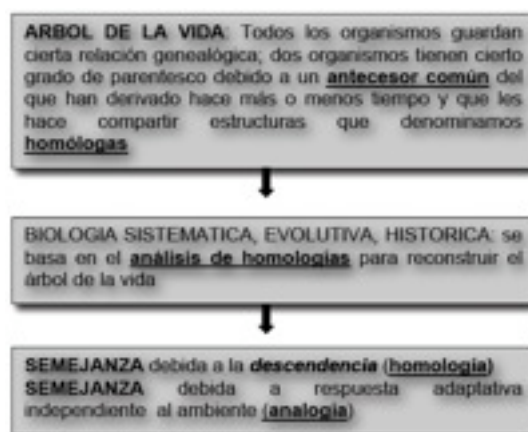 ARBOL DE LA VIDA: Todos los organismos guardan
cierta relación genealógica; dos organismos tienen cierto
grado de parentesco debido a un antecesor común del
que han derivado hace más o menos tiempo y que les
hace compartir estructuras que denominamos
homólogas
BIOLOGIA SISTEMATICA, EVOLUTIVA, HISTORICA: se
basa en el análisis de homologías para reconstruir el
árbol de la vida
SEMEJANZA debida a la descendencia (homología)
SEMEJANZA debida a respuesta adaptativa
independiente al ambiente (analogía)